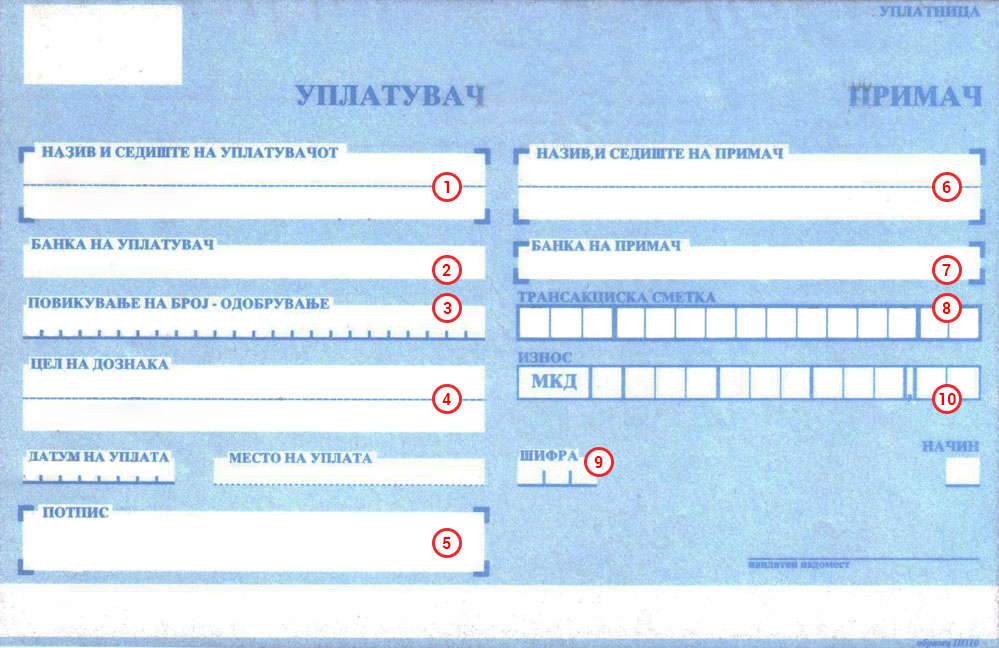 УПЛАТНИЦА
УПЛАТУВАЧ
ПРИМАЧ
НАЗИВ И СЕДИШТЕ НА УПЛАТУВАЧОТ
1
БАНКА НА УПЛАТУВАЧ
2
ПОВИКУВАЊЕ НА БРОЈ - ОДОБРУВАЊЕ
3
ЦЕЛ НА ДОЗНАКА
4
ДАТУМ НА УПЛАТА
МЕСТО НА УПЛАТА
ПОТПИС
5
НАЗИВ И СЕДИШТЕ НА ПРИМАЧ
6
БАНКА НА ПРИМАЧ
7
ТРАНСАКЦИСКА СМЕТКА
8
ИЗНОС
МКД
,
10
ШИФРА
9
НАЧИН
наплатен надомест
образец ПП10